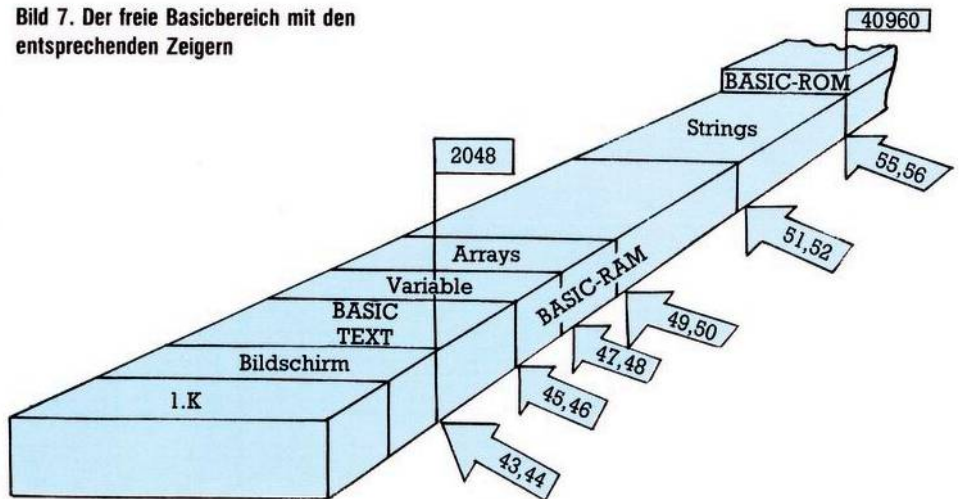 Bild 7. Der freie Basicbereich mit den
entsprechenden Zeigern
40960
BASIC-ROM
Strings
2048
55,56
51,52
Arrays
Variable
BASIC-RAM
BASIC
TEXT
49,50
Bildschirm
47,48
1.K
45,46
43,44